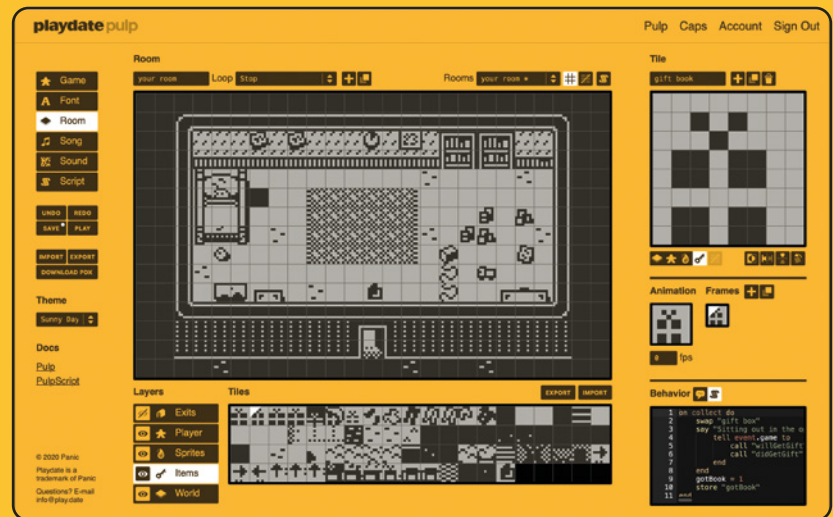 playdate pulp
Pulp Caps Account Sign Out
Game
Font
Room
Song
Sound
Script
UNDO REDO
SAVE PLAY
IMPORT EXPORT
DOWNLOAD PDX
Theme
Sunny Day
Docs
Pulp
PulpScript
© 2020 Panic
Playdate is a
trademark of Panic
Questions? E-mail
info@play.date
Room
your room Loop Stop
Rooms your room
Layers
Exits
Player
Sprites
Items
World
Tiles
EXPORT IMPORT
Tile
gift book
Animation Frames
0 fps
Behavior
1 on collect do
2 swap "gift box"
3 say "Sitting out in the o
4 tell event.game to
5 call "willGetGift"
6 call "didGetGift"
7 end
8 end
9 gotBook = 1
10 store "gotBook"
11 end